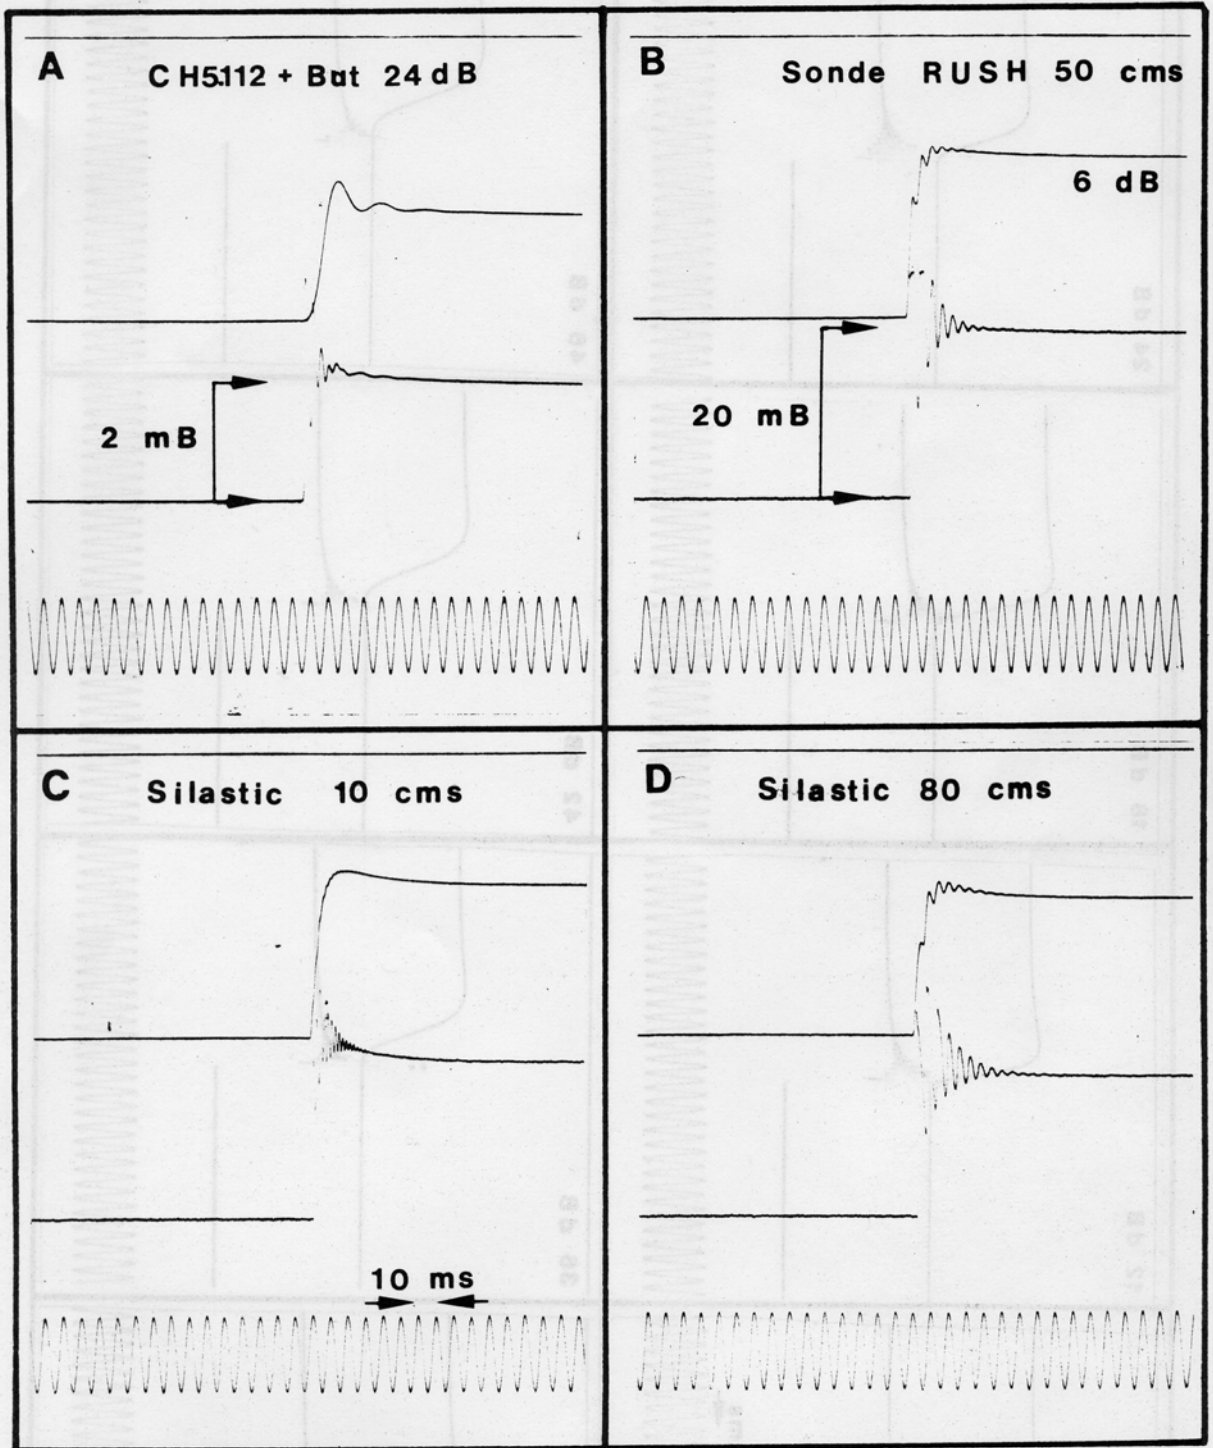 A
CH5.112 + But 24 dB
2 mB
B
Sonde RUSH 50 cms
6 dB
20 mB
C
Silastic 10 cms
10 ms
D
Silastic 80 cms